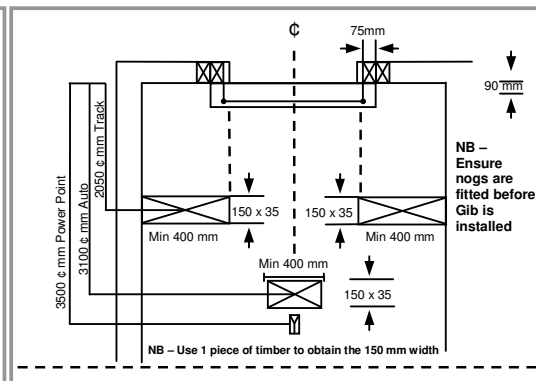 ℄
75mm
90 mm
3500 ℄ mm Power Point
3100 ℄ mm Auto
2050 ℄ mm Track
NB –
Ensure
nogs are
fitted before
Gib is
installed
150 x 35
150 x 35
Min 400 mm
Min 400 mm
Min 400 mm
150 x 35
NB – Use 1 piece of timber to obtain the 150 mm width